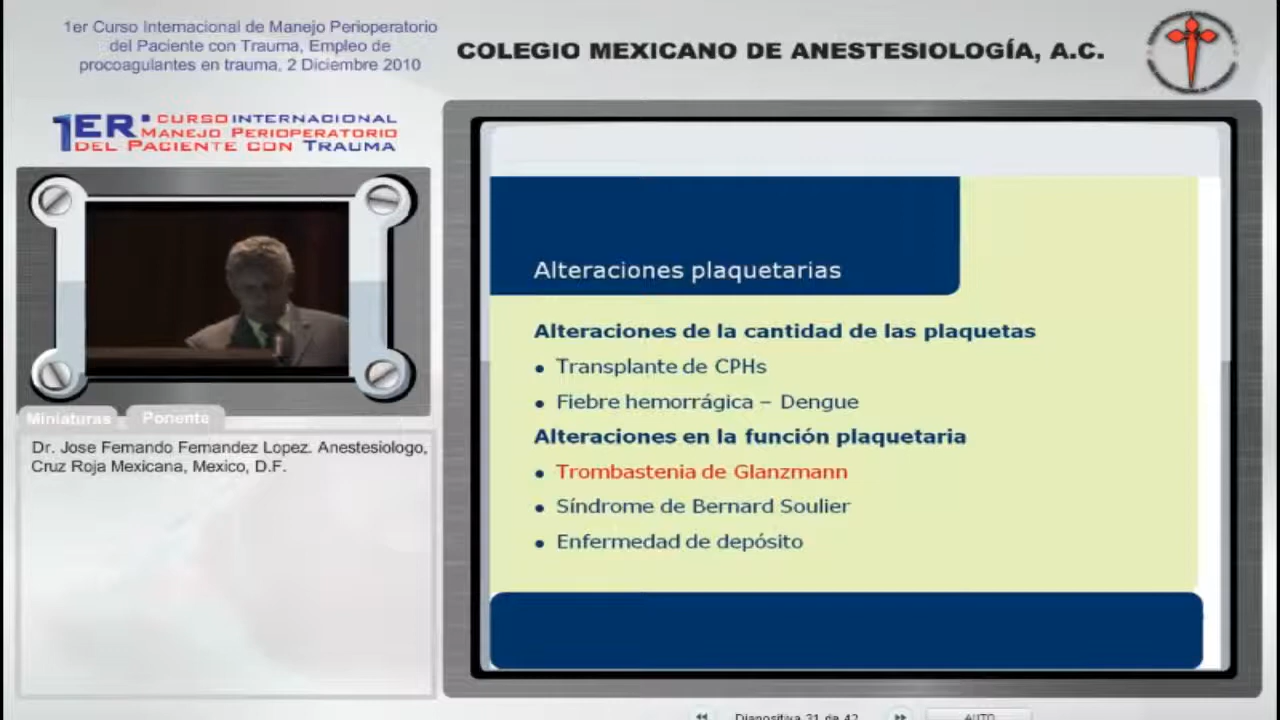 1er Curso Internacional de Manejo Perioperatorio
del Paciente con Trauma, Empleo de
procoagulantes en trauma, 2 Diciembre 2010
COLEGIO MEXICANO DE ANESTESIOLOGÍA, A.C.
1ER. CURSO INTERNACIONAL
MANEJO PERIOPERATORIO
DEL PACIENTE CON TRAUMA
Miniaturas
Ponente
Dr. Jose Fernando Fernandez Lopez. Anestesiologo,
Cruz Roja Mexicana, Mexico, D.F.
Alteraciones plaquetarias
Alteraciones de la cantidad de las plaquetas
• Transplante de CPHs
• Fiebre hemorrágica – Dengue
Alteraciones en la función plaquetaria
• Trombastenia de Glanzmann
• Síndrome de Bernard Soulier
• Enfermedad de depósito
Diapositiva 31 de 42
AUTO